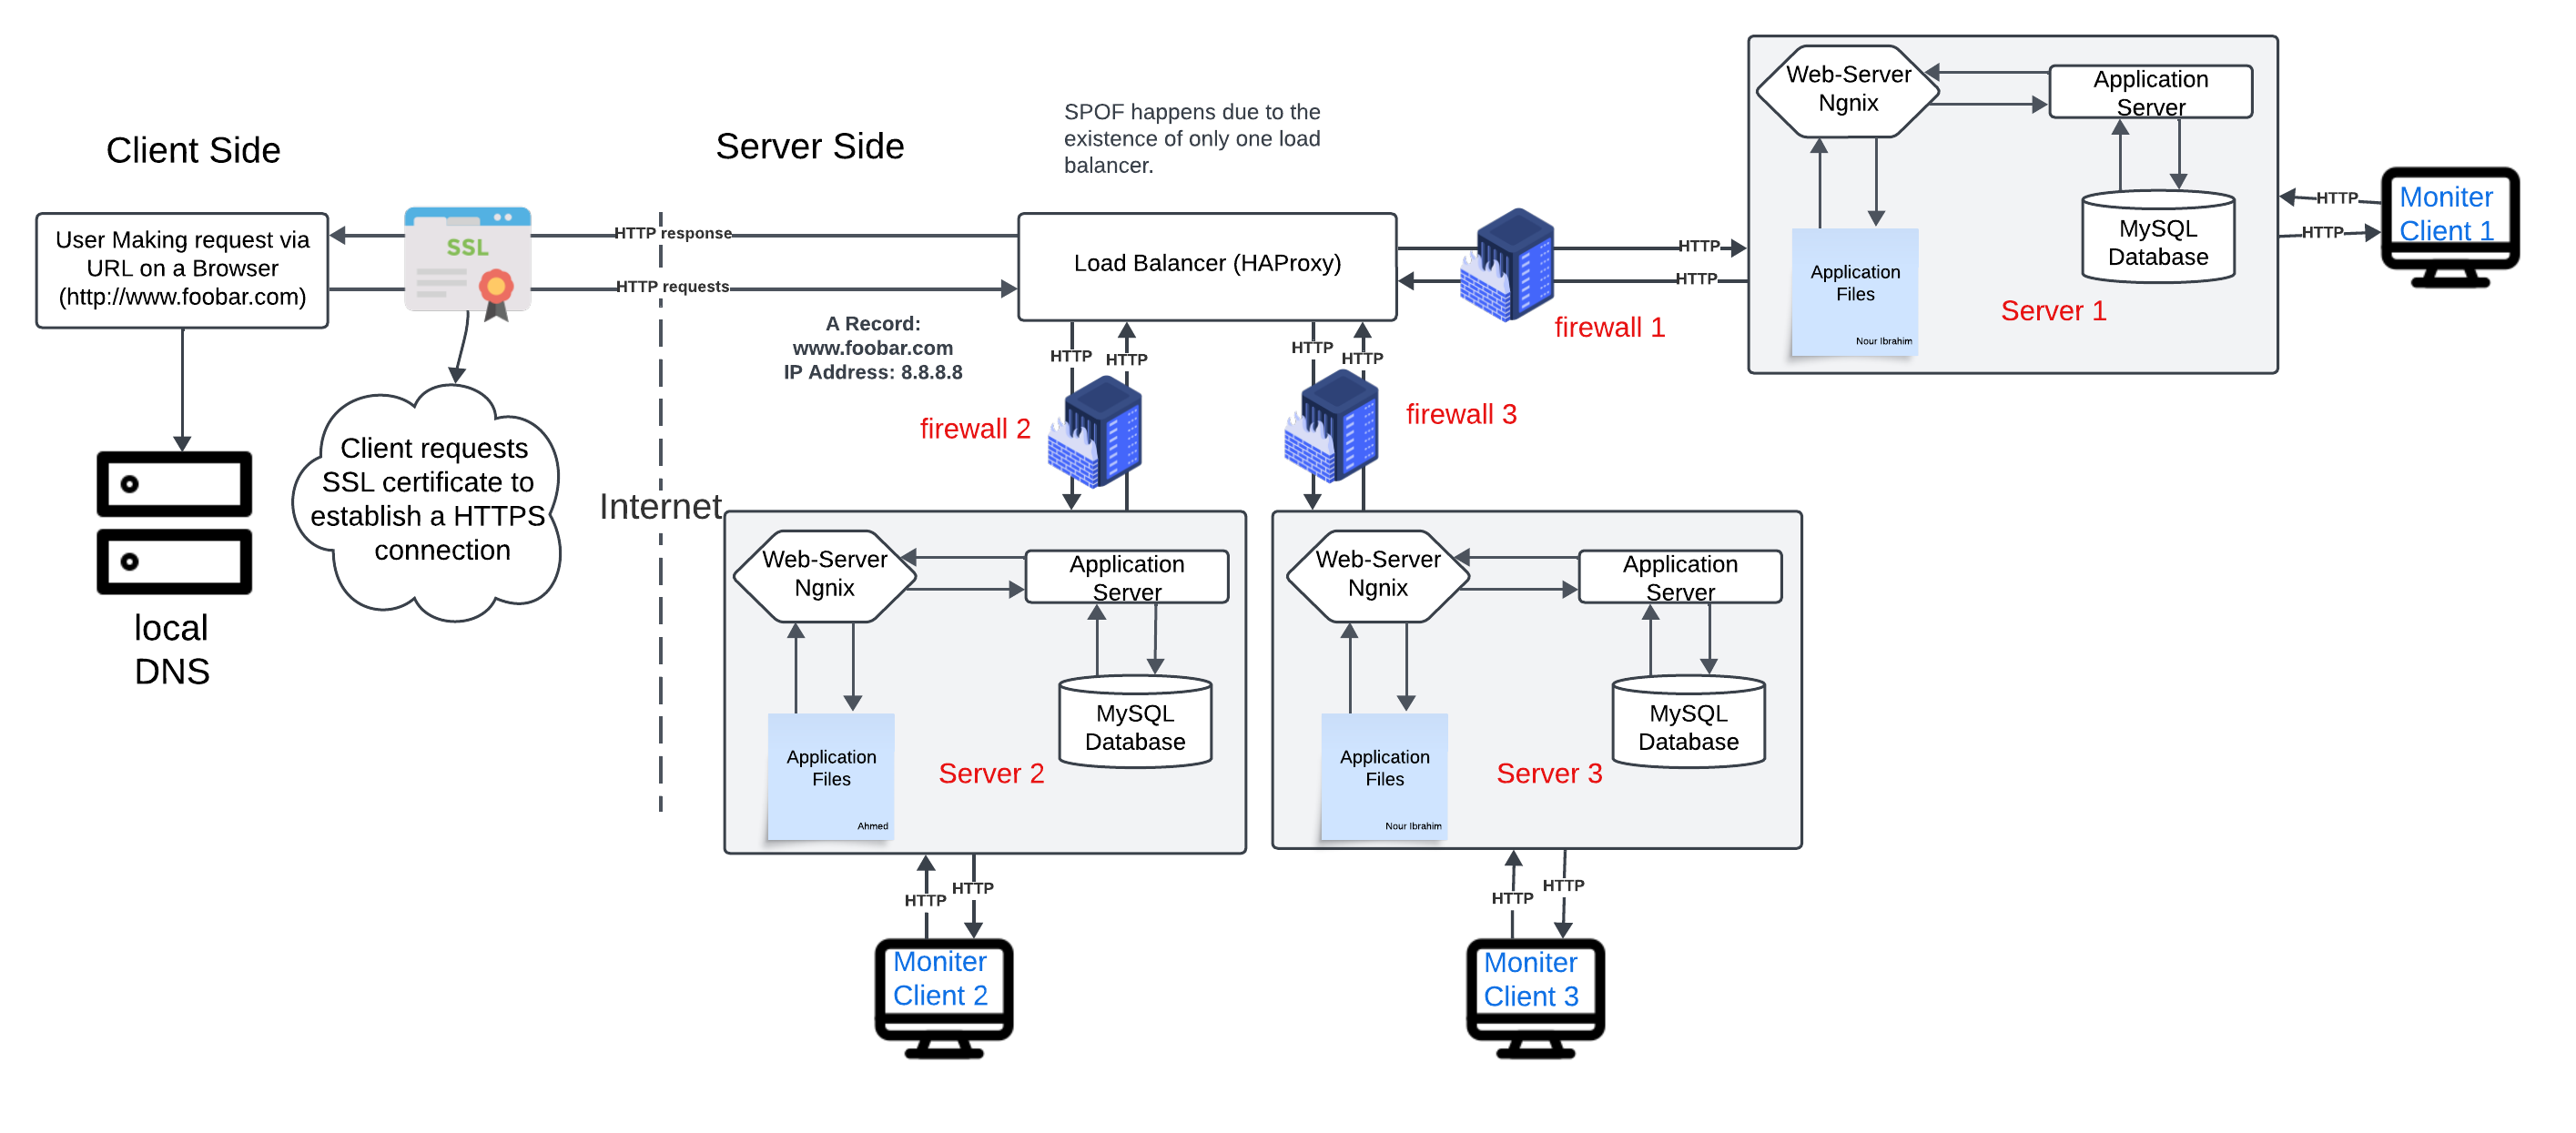 Client Side
Server Side
SPOF happens due to the
existence of only one load
balancer.
User Making request via
URL on a Browser
(http://www.foobar.com)
SSL
HTTP response
HTTP requests
Load Balancer (HAProxy)
A Record:
www.foobar.com
IP Address: 8.8.8.8
HTTP
HTTP
firewall 1
Web-Server
Ngnix
Application
Server
MySQL
Database
Application
Files
Nour Ibrahim
Server 1
HTTP
HTTP
Moniter
Client 1
HTTP
HTTP
firewall 2
HTTP
HTTP
firewall 3
Client requests
SSL certificate to
establish a HTTPS
connection
local
DNS
Internet
Web-Server
Ngnix
Application
Server
MySQL
Database
Application
Files
Ahmed
Server 2
Web-Server
Ngnix
Application
Server
MySQL
Database
Application
Files
Nour Ibrahim
Server 3
HTTP
HTTP
Moniter
Client 2
HTTP
HTTP
Moniter
Client 3